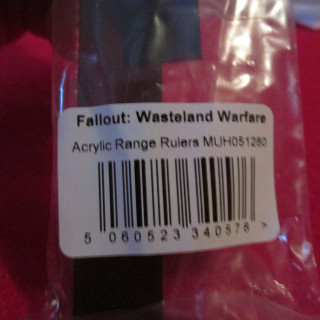 Fallout: Wasteland Warfare
Acrylic Range Rulers MUH051280
5 060523 340576 >